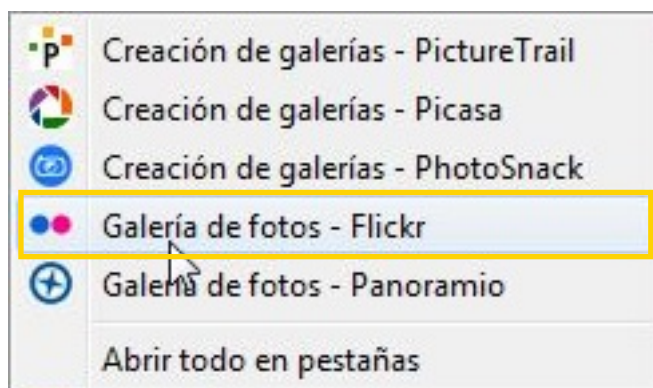 Creación de galerías - PictureTrail
Creación de galerías - Picasa
Creación de galerías - PhotoSnack
Galería de fotos - Flickr
Galería de fotos - Panoramio
Abrir todo en pestañas